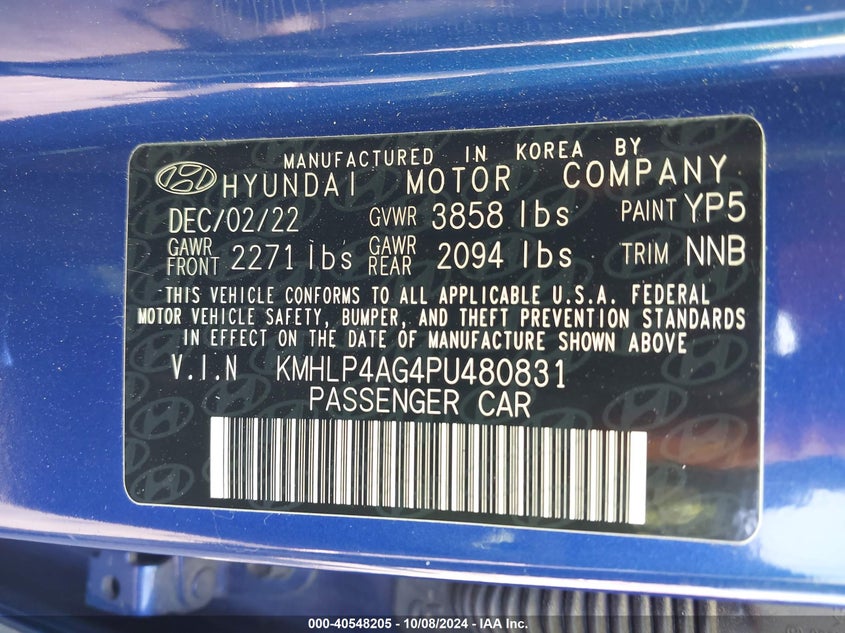 MANUFACTURED IN KOREA BY
HYUNDAI MOTOR COMPANY
DEC/02/22 GVWR 3858 lbs PAINT YP5
GAWR FRONT 2271 lbs GAWR REAR 2094 lbs TRIM NNB
THIS VEHICLE CONFORMS TO ALL APPLICABLE U.S.A. FEDERAL
MOTOR VEHICLE SAFETY, BUMPER, AND THEFT PREVENTION STANDARDS
IN EFFECT ON THE DATE OF MANUFACTURE SHOWN ABOVE.
V.I.N KMHLP4AG4PU480831
PASSENGER CAR
000-40548205 - 10/08/2024 - IAA Inc.